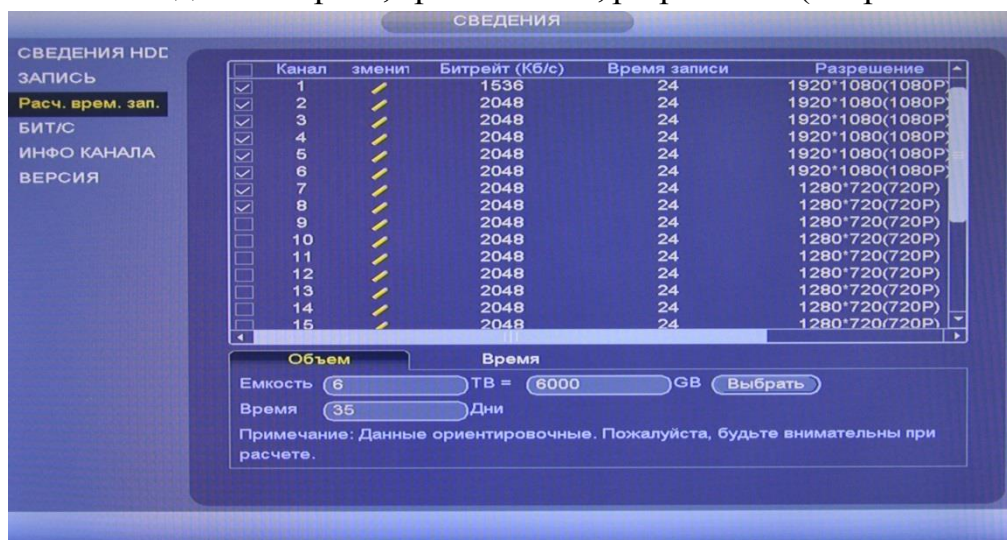 СВЕДЕНИЯ
СВЕДЕНИЯ HDD
ЗАПИСЬ
Расч. врем. зап.
БИТ/С
ИНФО КАНАЛА
ВЕРСИЯ
Канал зменит Битрейт (Кб/с) Время записи Разрешение
1 1536 24 1920*1080(1080P)
2 2048 24 1920*1080(1080P)
3 2048 24 1920*1080(1080P)
4 2048 24 1920*1080(1080P)
5 2048 24 1920*1080(1080P)
6 2048 24 1920*1080(1080P)
7 2048 24 1280*720(720P)
8 2048 24 1280*720(720P)
9 2048 24 1280*720(720P)
10 2048 24 1280*720(720P)
11 2048 24 1280*720(720P)
12 2048 24 1280*720(720P)
13 2048 24 1280*720(720P)
14 2048 24 1280*720(720P)
15 2048 24 1280*720(720P)
Объем Время
Емкость 6 TB = 6000 GB Выбрать
Время 35 Дни
Примечание: Данные ориентировочные. Пожалуйста, будьте внимательны при
расчете.